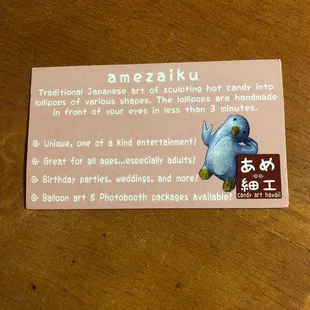 amezaiku
Traditional Japanese art of sculpting hot candy into
lollipops of various shapes. The lollipops are handmade
in front of your eyes in less than 3 minutes.
Unique, one of a kind entertainment!
Great for all ages...especially adults!
Birthday parties, weddings, and more!
Balloon art & Photobooth packages available!
あめ
細工
candy art hawaii